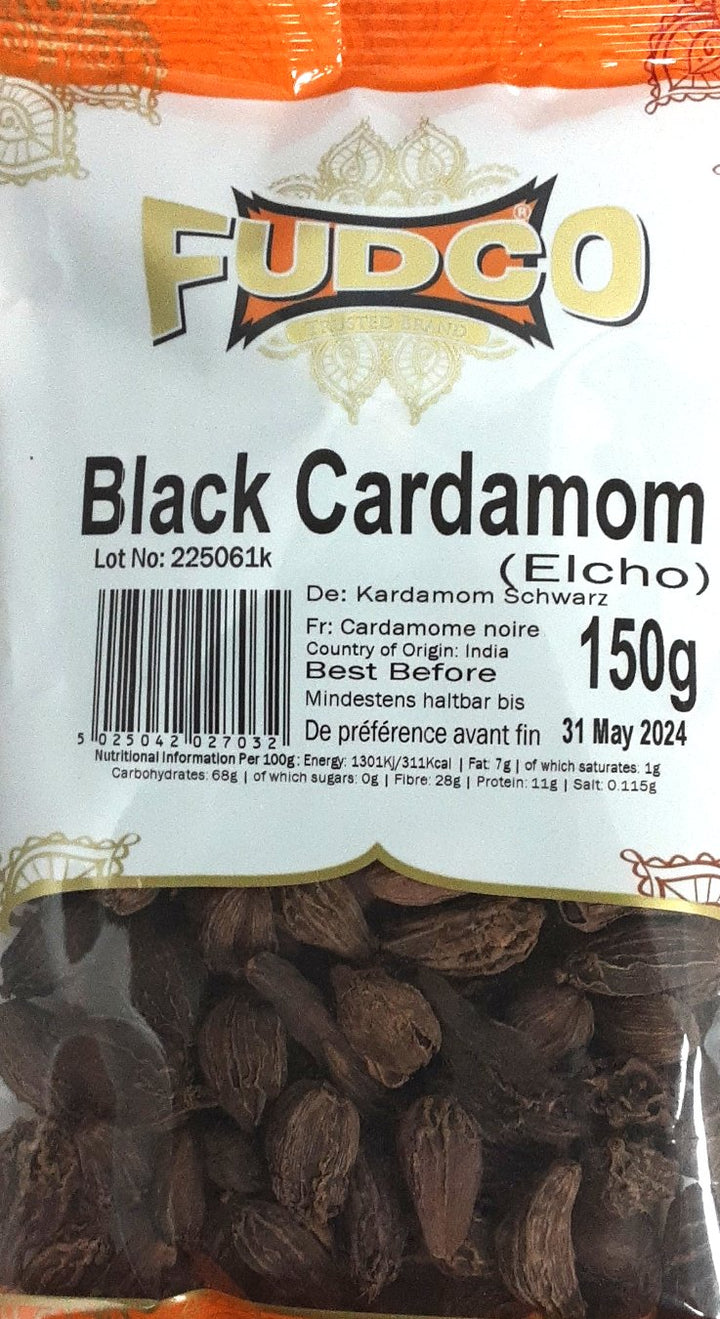 FUDCO®
TRUSTED BRAND
Black Cardamom
Lot No: 225061k
(Elcho)
De: Kardamom Schwarz
Fr: Cardamome noire
Country of Origin: India
150g
Best Before
Mindestens haltbar bis
De préférence avant fin 31 May 2024
5 025042 027032
Nutritional Information Per 100g: Energy: 1301Kj/311Kcal | Fat: 7g | of which saturates: 1g
Carbohydrates: 68g | of which sugars: 0g | Fibre: 28g | Protein: 11g | Salt: 0.115g